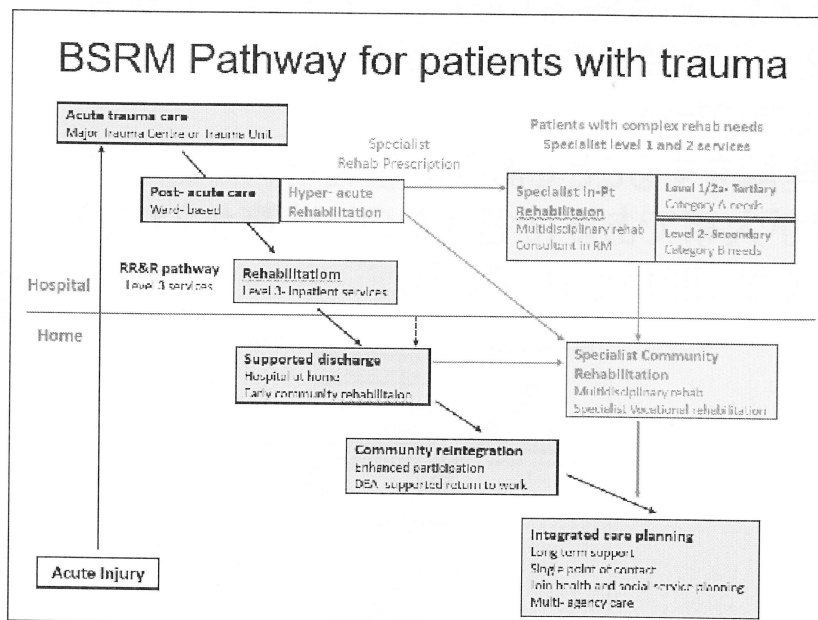 BSRM Pathway for patients with trauma
Acute trauma care
Major Trauma Centre or Trauma Unit
Specialist
Rehab Prescription
Patients with complex rehab needs
Specialist level 1 and 2 services
Post- acute care
Ward- based
Hyper- acute
Rehabilitation
Specialist in-Pt
Rehabilitaion
Multidisciplinary rehab
Consultant in RM
Level 1/2a- Tertiary
Category A needs
Level 2- Secondary
Category B needs
RR&R pathway
Level 3 services
Rehabilitatiom
Level 3- Inpatient services
Hospital
Home
Supported discharge
Hospital at home
Early community rehabilitaion
Specialist Community
Rehabilitation
Multidisciplinary rehab
Specialist Vocational rehabilitation
Community reintegration
Enhanced participation
DEA- supported return to work
Integrated care planning
Long term support
Single point of contact
Join health and social service planning
Multi- agency care
Acute Injury